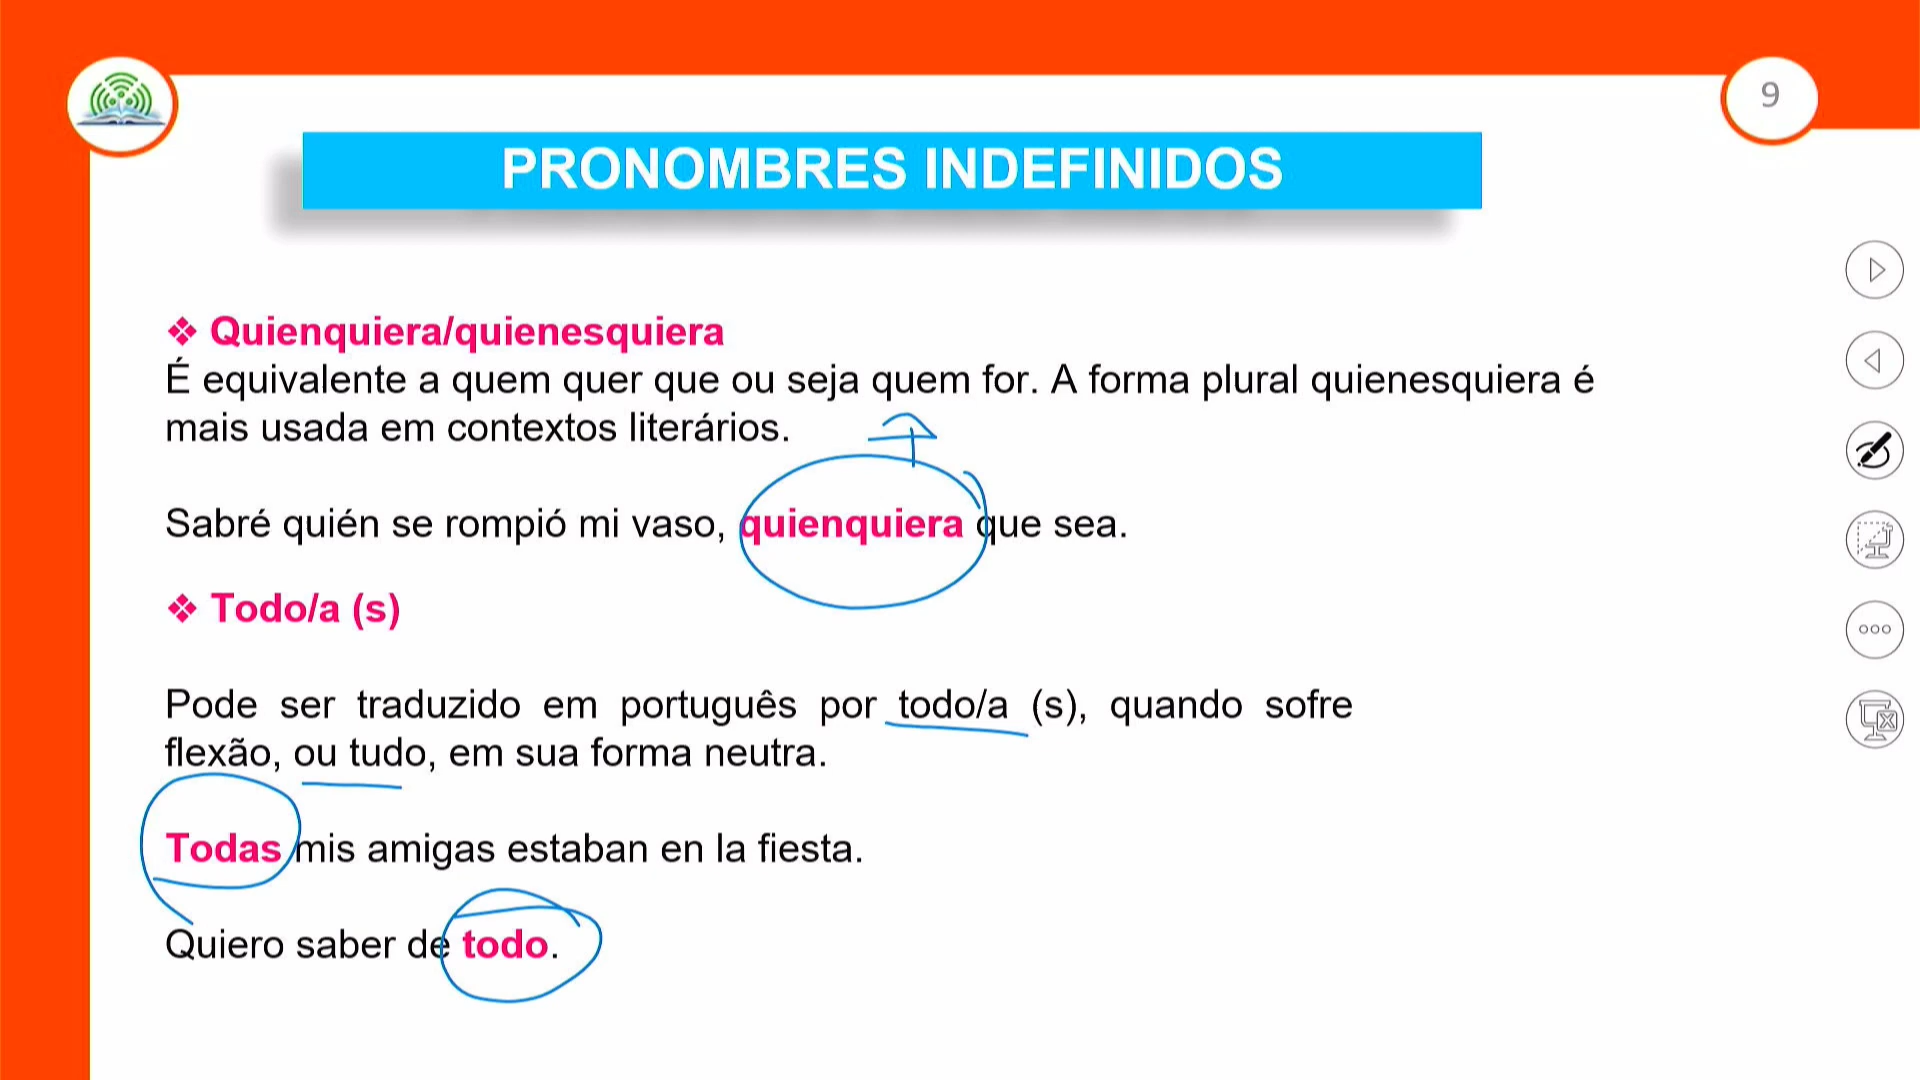 9
PRONOMBRES INDEFINIDOS
❖ Quienquiera/quienesquiera
É equivalente a quem quer que ou seja quem for. A forma plural quienesquiera é
mais usada em contextos literários.
Sabré quién se rompió mi vaso, quienquiera que sea.
❖ Todo/a (s)
Pode ser traduzido em português por todo/a (s), quando sofre
flexão, ou tudo, em sua forma neutra.
Todas mis amigas estaban en la fiesta.
Quiero saber de todo.